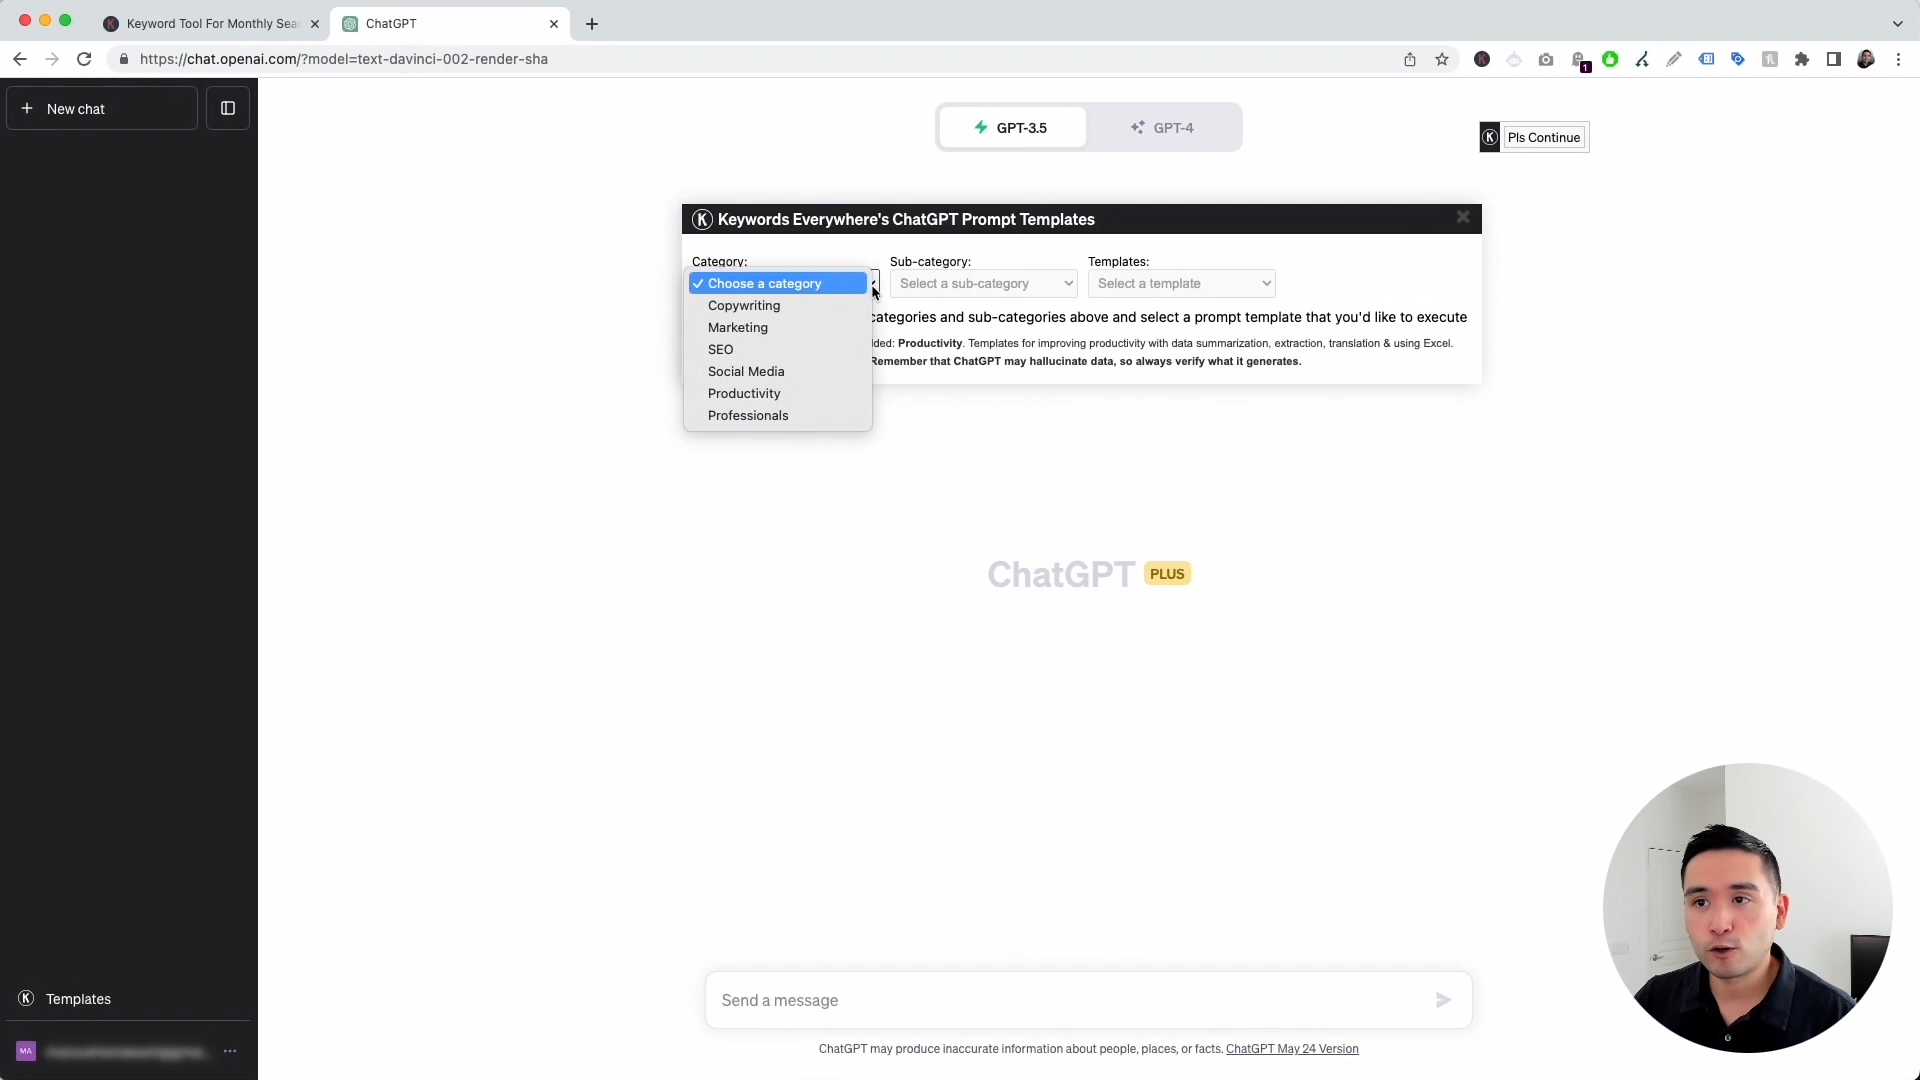 Keyword Tool For Monthly Sea
ChatGPT
https://chat.openai.com/?model=text-davinci-002-render-sha
1
New chat
GPT-3.5
GPT-4
K Pls Continue
K Keywords Everywhere's ChatGPT Prompt Templates
Category:
Sub-category:
Templates:
Choose a category
Select a sub-category
Select a template
Copywriting
Marketing
SEO
Social Media
Productivity
Professionals
categories and sub-categories above and select a prompt template that you'd like to execute
dded: Productivity. Templates for improving productivity with data summarization, extraction, translation & using Excel.
Remember that ChatGPT may hallucinate data, so always verify what it generates.
ChatGPT PLUS
Send a message
K Templates
MA
ChatGPT may produce inaccurate information about people, places, or facts. ChatGPT May 24 Version